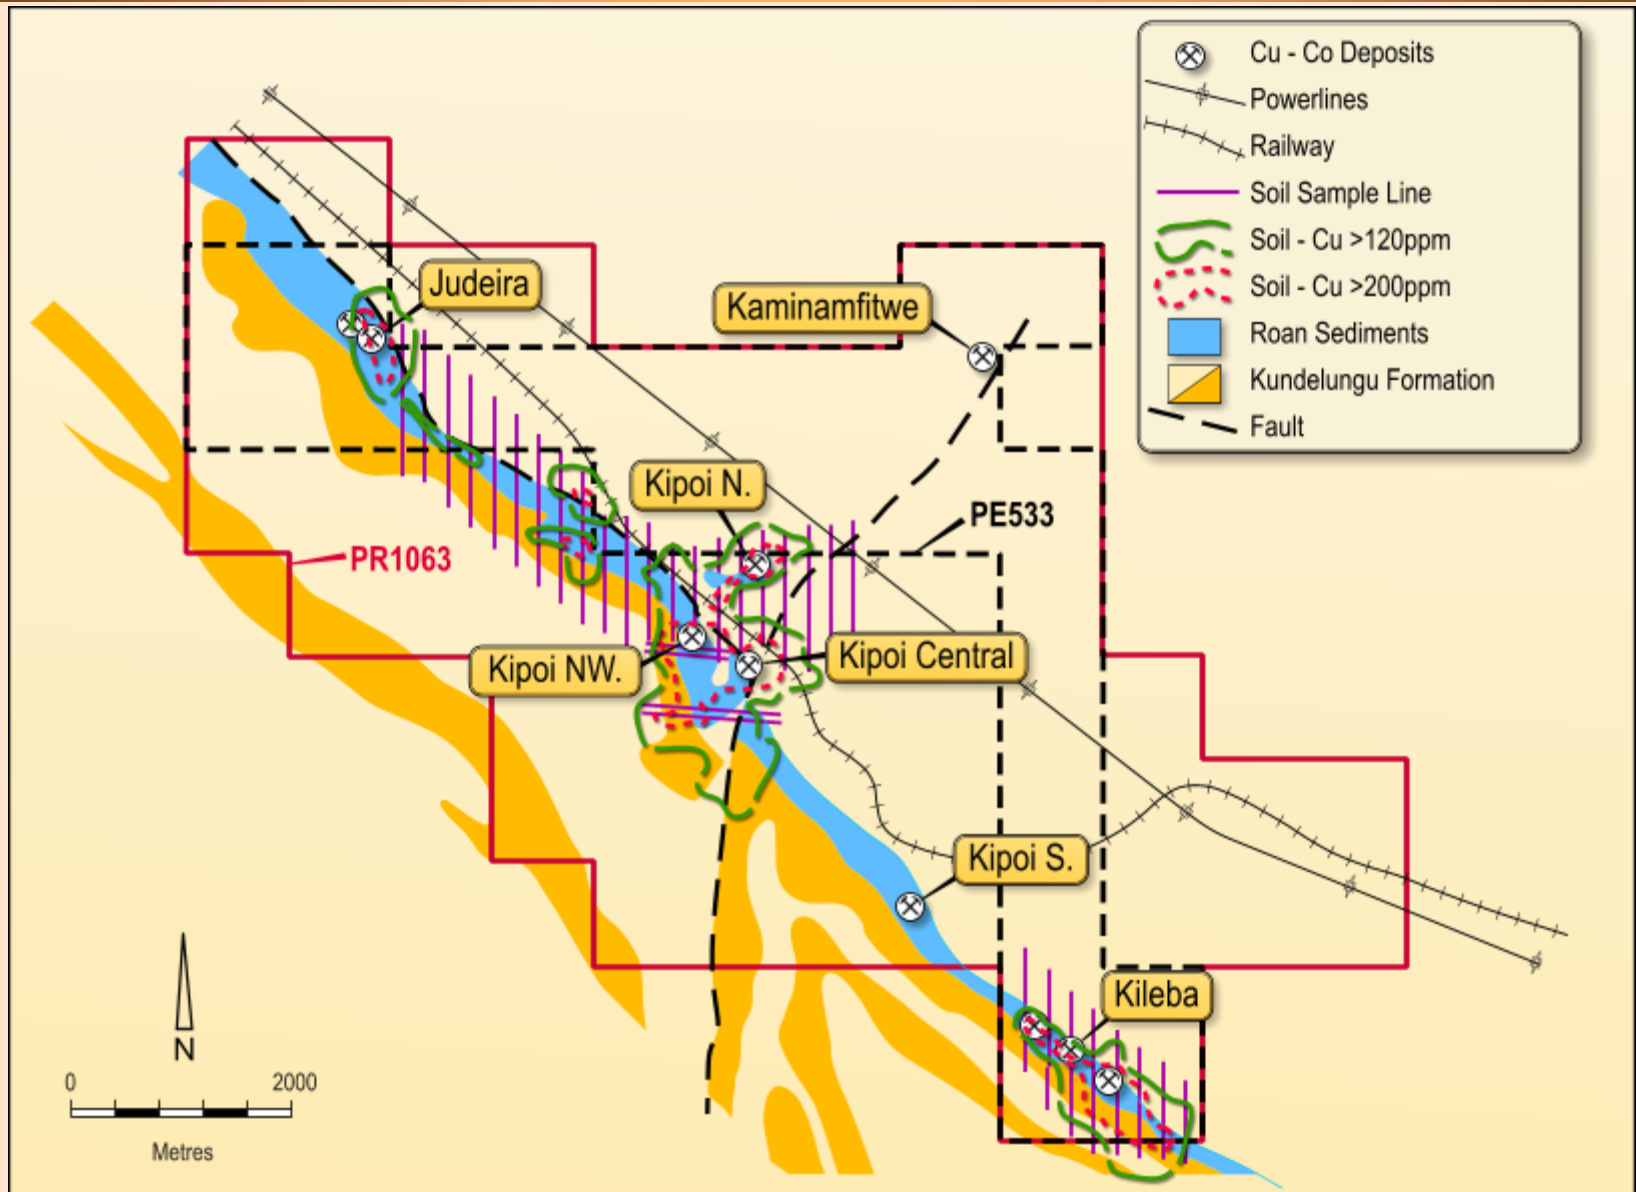 Cu - Co Deposits
Powerlines
Railway
Soil Sample Line
Soil - Cu >120ppm
Soil - Cu >200ppm
Roan Sediments
Kundelungu Formation
Fault
Judeira
Kaminamfitwe
Kipoi N.
PE533
PR1063
Kipoi NW.
Kipoi Central
Kipoi S.
Kileba
N
0 2000
Metres